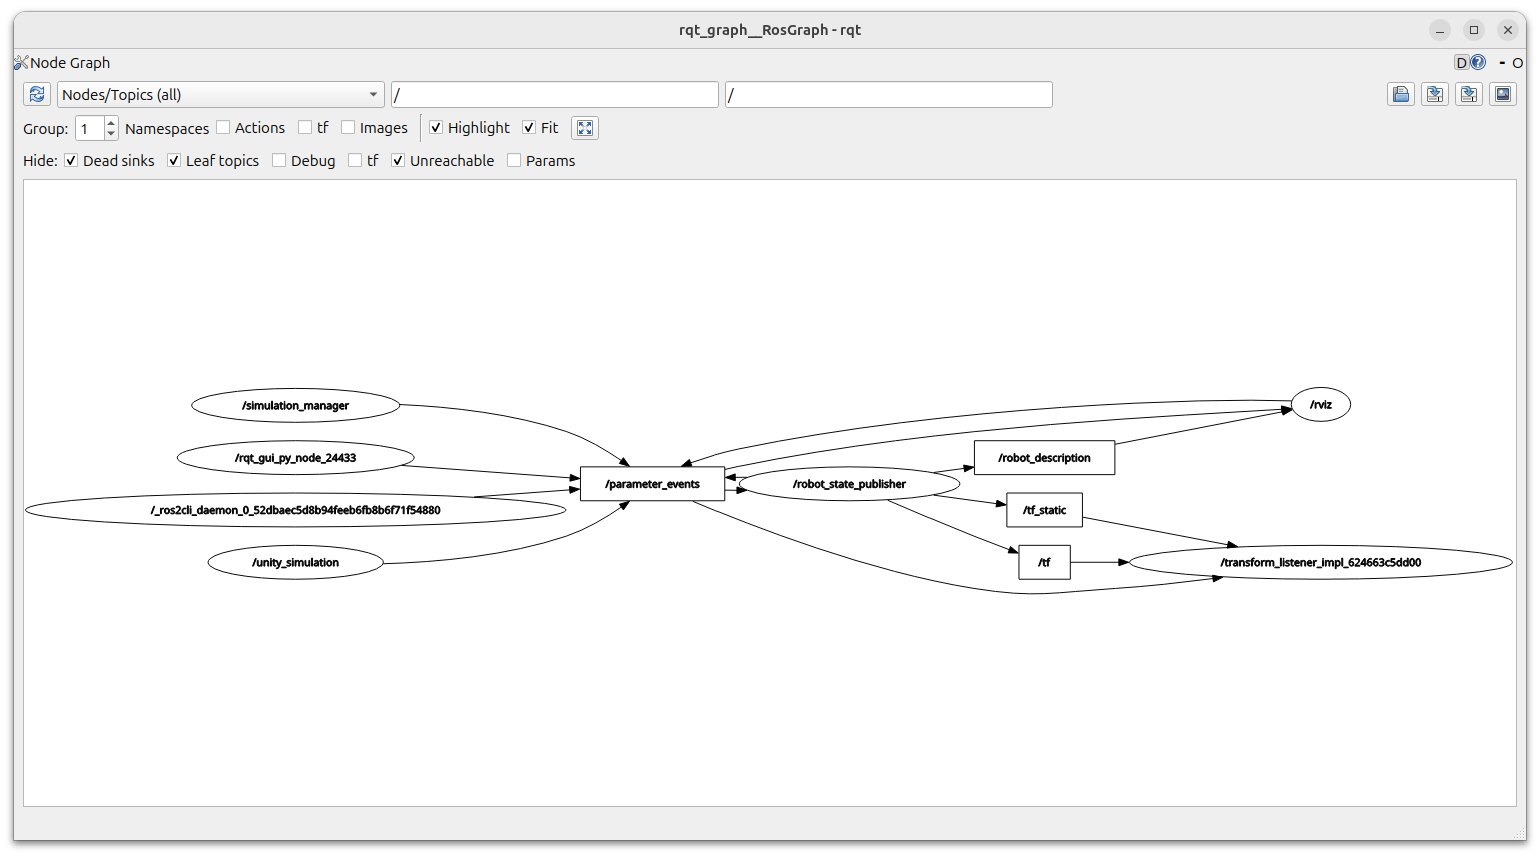 rqt_graph__RosGraph - rqt
Node Graph
D ? - O
Nodes/Topics (all) / /
Group: 1 Namespaces Actions tf Images Highlight Fit
Hide: Dead sinks Leaf topics Debug tf Unreachable Params
/simulation_manager
/rviz
/rqt_gui_py_node_24433
/robot_description
/parameter_events
/robot_state_publisher
/_ros2cli_daemon_0_52dbaec5d8b94feeb6fb8b6f71f54880
/tf_static
/unity_simulation
/tf
/transform_listener_impl_624663c5dd00